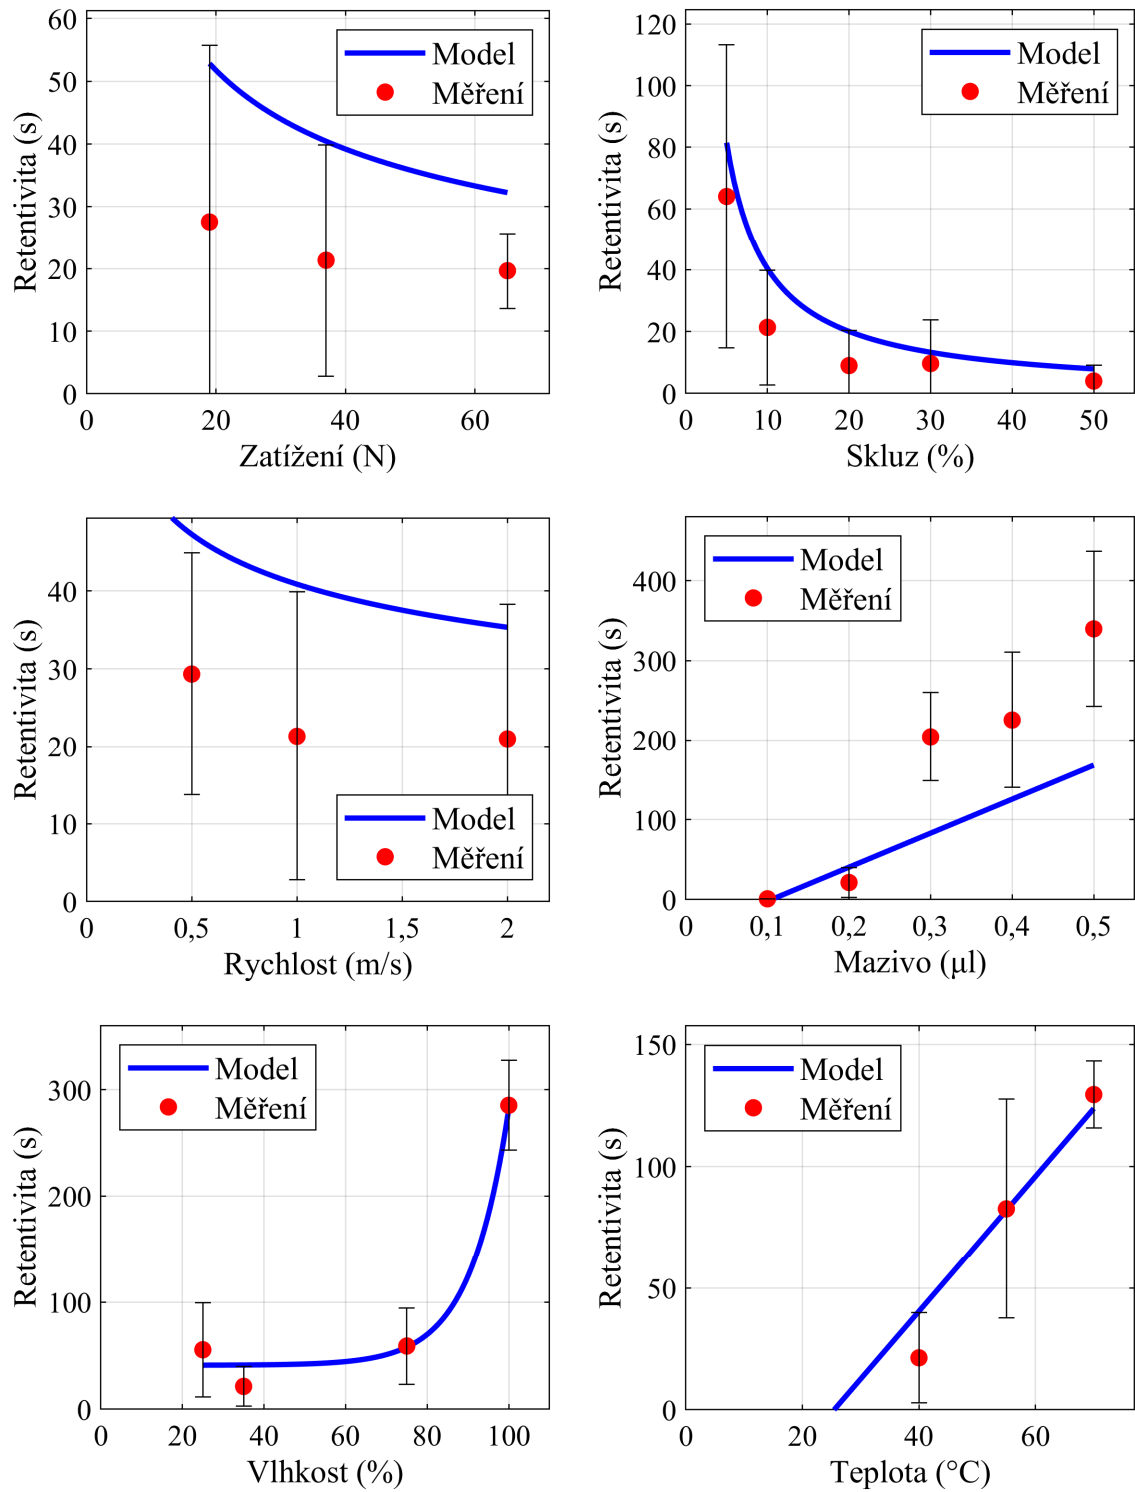 60
50
40
30
20
10
0
0 20 40 60
Retentivita (s)
Zatížení (N)
Model
Měření
120
100
80
60
40
20
0
0 10 20 30 40 50
Retentivita (s)
Skluz (%)
Model
Měření
40
30
20
10
0
0 0,5 1 1,5 2
Retentivita (s)
Rychlost (m/s)
Model
Měření
400
300
200
100
0
0 0,1 0,2 0,3 0,4 0,5
Retentivita (s)
Mazivo (µl)
Model
Měření
300
200
100
0
0 20 40 60 80 100
Retentivita (s)
Vlhkost (%)
Model
Měření
150
100
50
0
0 20 40 60
Retentivita (s)
Teplota (°C)
Model
Měření